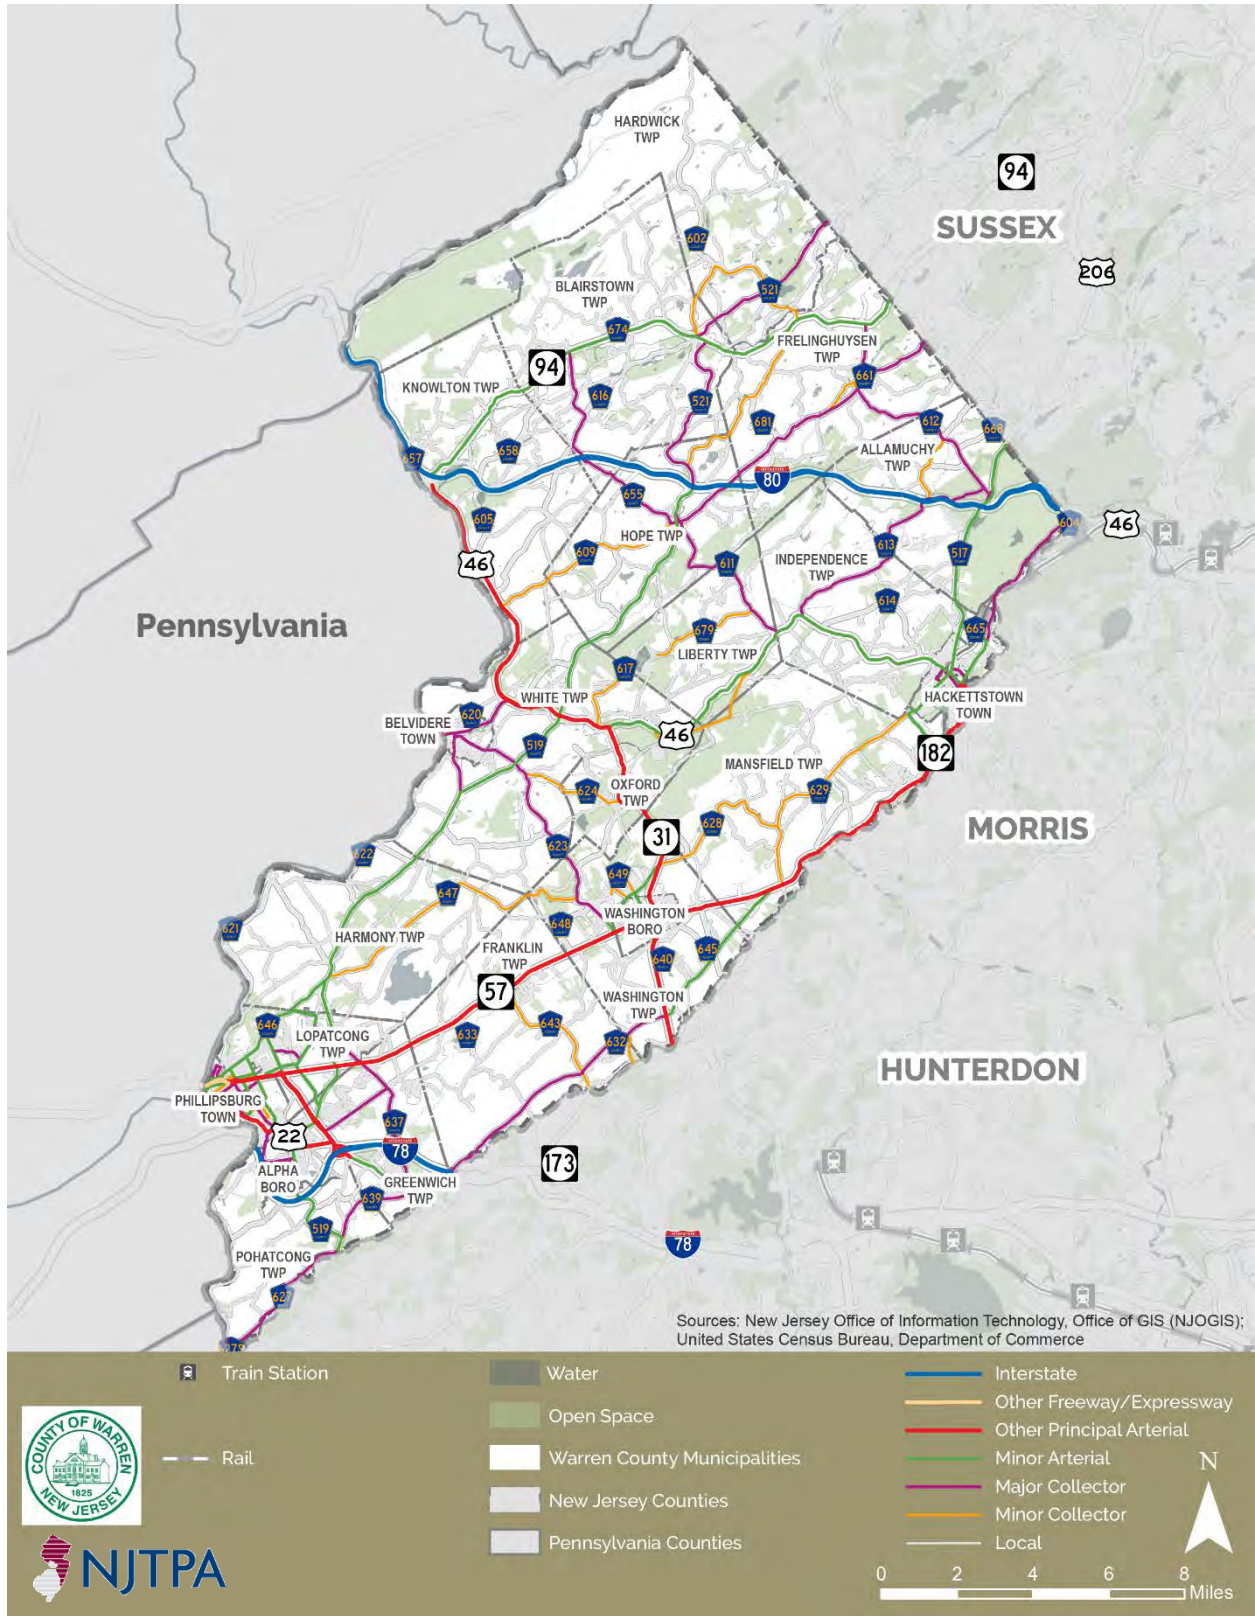 HARDWICK
TWP
94
SUSSEX
206
602
BLAIRSTOWN
TWP
521
674
FRELINGHUYSEN
TWP
94
KNOWLTON TWP
661
616
521
681
612
668
ALLAMUCHY
TWP
658
657
INTERSTATE
80
655
605
604
46
HOPE TWP
46
609
611
INDEPENDENCE
TWP
613
517
614
Pennsylvania
679
665
LIBERTY TWP
617
WHITE TWP
HACKETTSTOWN
TOWN
BELVIDERE
TOWN
620
46
519
182
MANSFIELD TWP
OXFORD
TWP
624
629
MORRIS
31
628
622
623
649
647
WASHINGTON
BORO
621
HARMONY TWP
648
FRANKLIN
TWP
645
640
57
WASHINGTON
TWP
646
LOPATCONG
TWP
633
643
632
HUNTERDON
PHILLIPSBURG
TOWN
22
637
INTERSTATE
78
173
ALPHA
BORO
GREENWICH
TWP
639
519
INTERSTATE
78
POHATCONG
TWP
627
Sources: New Jersey Office of Information Technology, Office of GIS (NJOGIS);
United States Census Bureau, Department of Commerce
Train Station
Rail
COUNTY OF WARREN
1825
NEW JERSEY
NJTPA
Water
Open Space
Warren County Municipalities
New Jersey Counties
Pennsylvania Counties
Interstate
Other Freeway/Expressway
Other Principal Arterial
Minor Arterial
Major Collector
Minor Collector
Local
N
0 2 4 6 8
Miles